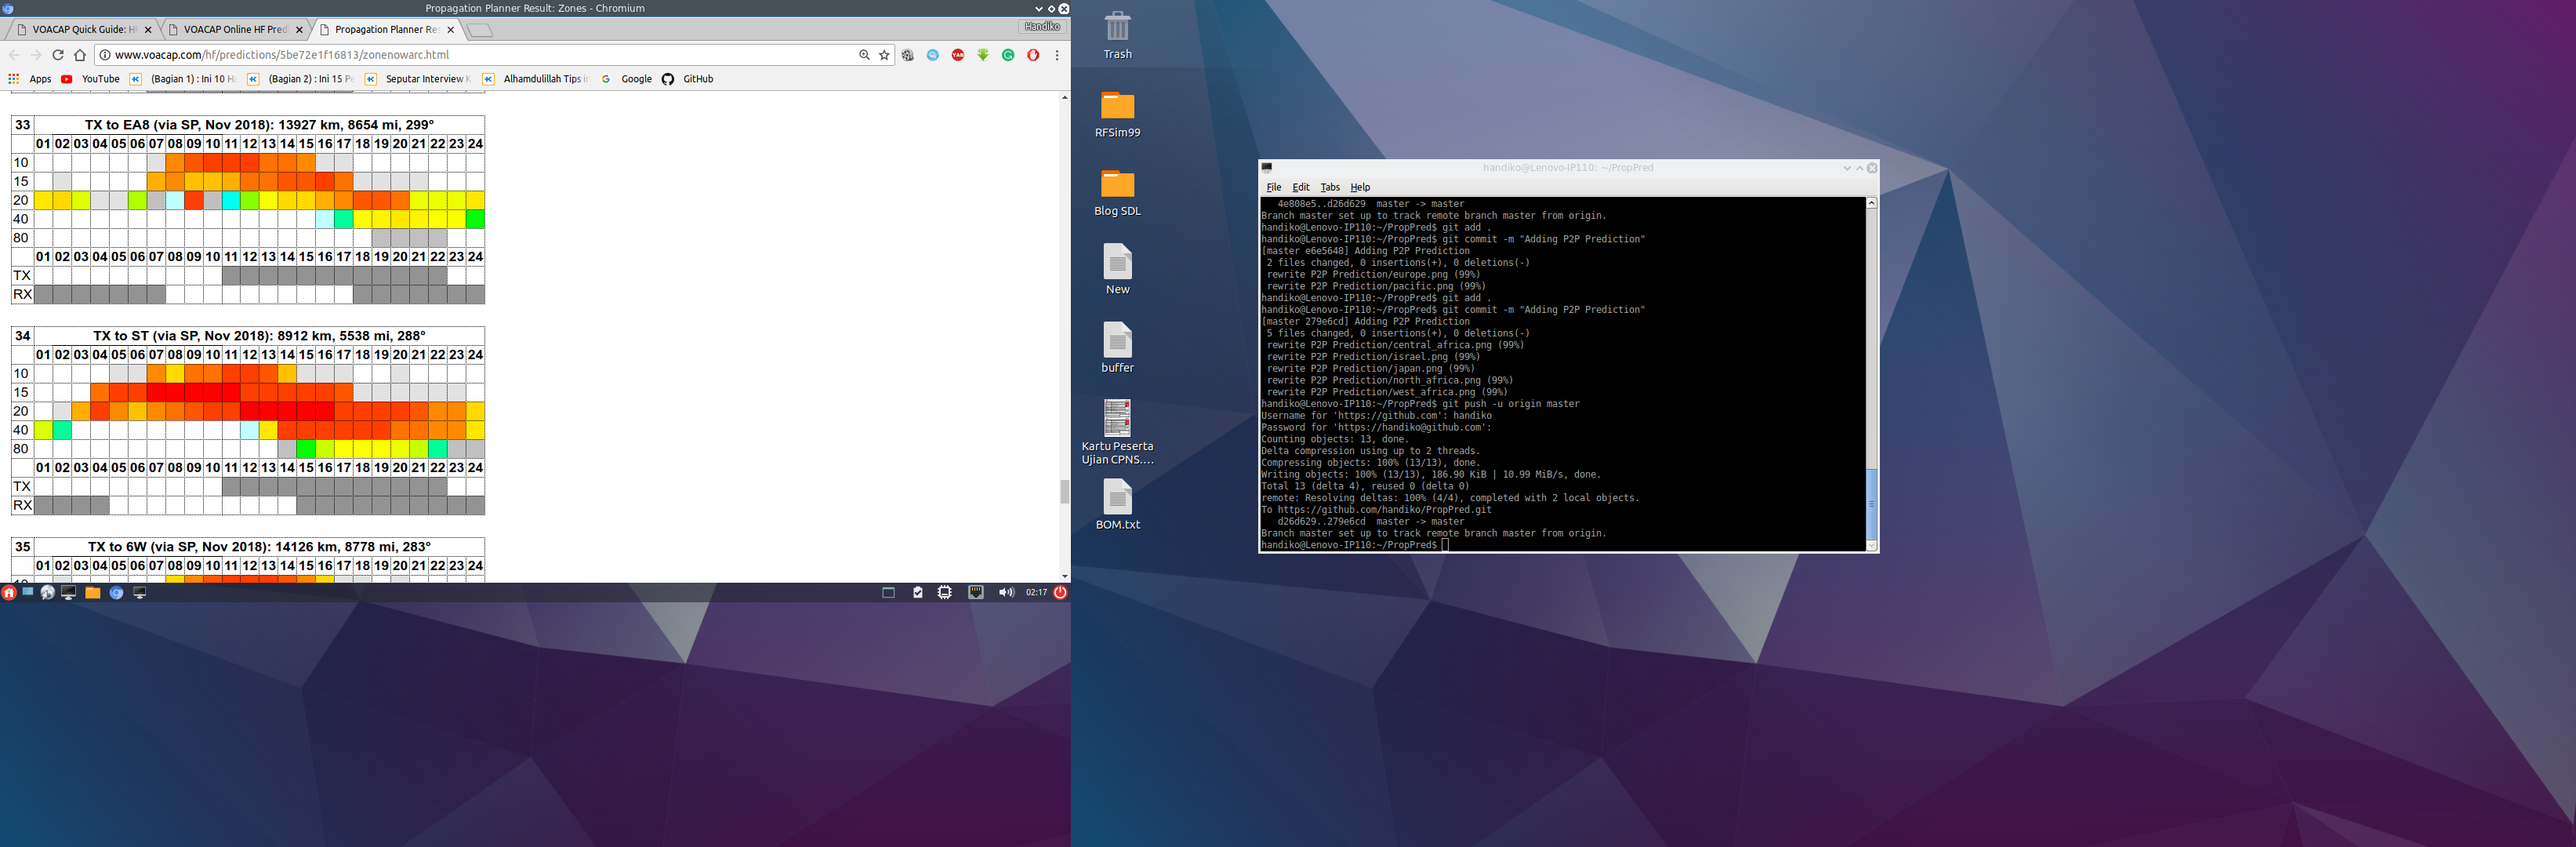 Propagation Planner Result: Zones - Chromium
VOACAP Quick Guide: H
VOACAP Online HF Pred
Propagation Planner Re
Handiko
www.voacap.com/hf/predictions/5be72e1f16813/zonenowarc.html
Apps
YouTube
(Bagian 1) : Ini 10 H
(Bagian 2) : Ini 15 P
Seputar Interview K
Alhamdulillah Tips i
Google
GitHub
33 TX to EA8 (via SP, Nov 2018): 13927 km, 8654 mi, 299°
01 02 03 04 05 06 07 08 09 10 11 12 13 14 15 16 17 18 19 20 21 22 23 24
10
15
20
40
80
01 02 03 04 05 06 07 08 09 10 11 12 13 14 15 16 17 18 19 20 21 22 23 24
TX
RX
34 TX to ST (via SP, Nov 2018): 8912 km, 5538 mi, 288°
01 02 03 04 05 06 07 08 09 10 11 12 13 14 15 16 17 18 19 20 21 22 23 24
10
15
20
40
80
01 02 03 04 05 06 07 08 09 10 11 12 13 14 15 16 17 18 19 20 21 22 23 24
TX
RX
35 TX to 6W (via SP, Nov 2018): 14126 km, 8778 mi, 283°
01 02 03 04 05 06 07 08 09 10 11 12 13 14 15 16 17 18 19 20 21 22 23 24
02:17
Trash
RFSim99
Blog SDL
New
buffer
Kartu Peserta
Ujian CPNS....
BOM.txt
handiko@Lenovo-IP110: ~/PropPred
File Edit Tabs Help
4e808e5..d26d629  master -> master
Branch master set up to track remote branch master from origin.
handiko@Lenovo-IP110:~/PropPred$ git add .
handiko@Lenovo-IP110:~/PropPred$ git commit -m "Adding P2P Prediction"
[master e6e5648] Adding P2P Prediction
2 files changed, 0 insertions(+), 0 deletions(-)
rewrite P2P Prediction/europe.png (99%)
rewrite P2P Prediction/pacific.png (99%)
handiko@Lenovo-IP110:~/PropPred$ git add .
handiko@Lenovo-IP110:~/PropPred$ git commit -m "Adding P2P Prediction"
[master 279e6cd] Adding P2P Prediction
5 files changed, 0 insertions(+), 0 deletions(-)
rewrite P2P Prediction/central_africa.png (99%)
rewrite P2P Prediction/israel.png (99%)
rewrite P2P Prediction/japan.png (99%)
rewrite P2P Prediction/north_africa.png (99%)
rewrite P2P Prediction/west_africa.png (99%)
handiko@Lenovo-IP110:~/PropPred$ git push -u origin master
Username for 'https://github.com': handiko
Password for 'https://handiko@github.com':
Counting objects: 13, done.
Delta compression using up to 2 threads.
Compressing objects: 100% (13/13), done.
Writing objects: 100% (13/13), 186.90 KiB | 10.99 MiB/s, done.
Total 13 (delta 4), reused 0 (delta 0)
remote: Resolving deltas: 100% (4/4), completed with 2 local objects.
To https://github.com/handiko/PropPred.git
d26d629..279e6cd  master -> master
Branch master set up to track remote branch master from origin.
handiko@Lenovo-IP110:~/PropPred$